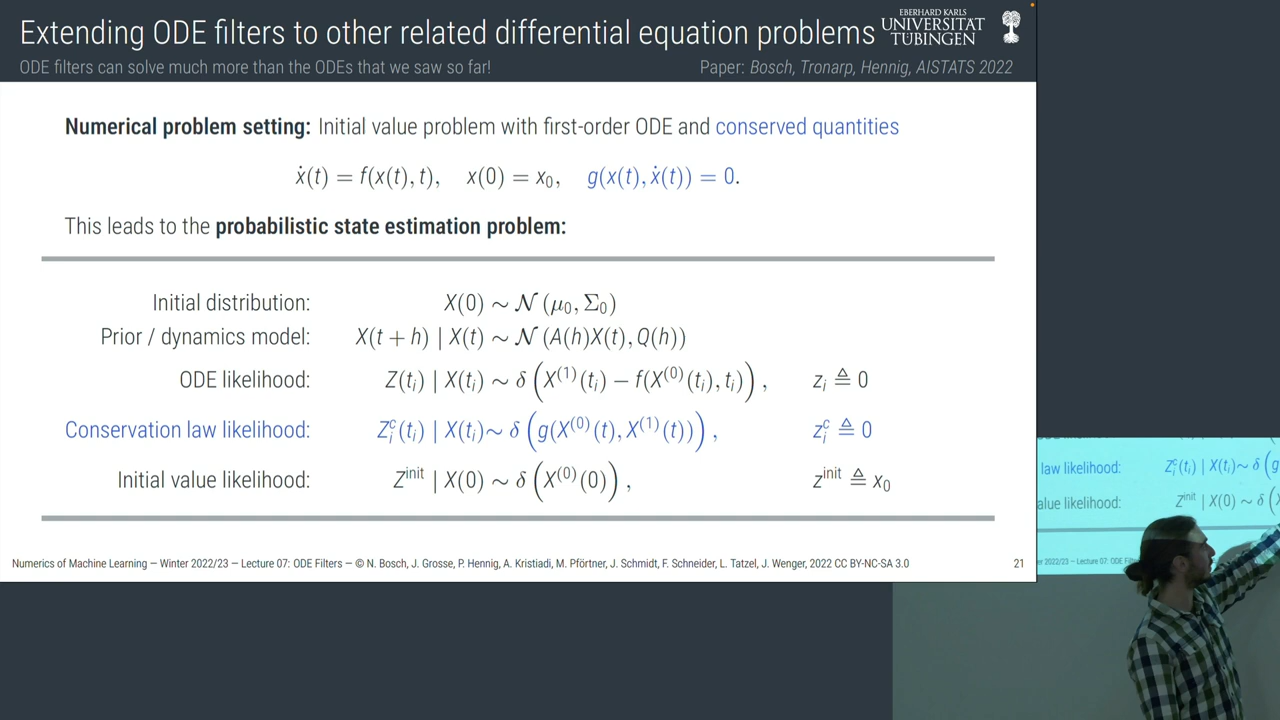 Extending ODE filters to other related differential equation problems
EBERHARD KARLS
UNIVERSITÄT
TÜBINGEN
ODE filters can solve much more than the ODEs that we saw so far!
Paper: Bosch, Tronarp, Hennig, AISTATS 2022
Numerical problem setting: Initial value problem with first-order ODE and conserved quantities
ẋ(t) = f(x(t), t), x(0) = x₀, g(x(t), ẋ(t)) = 0.
This leads to the probabilistic state estimation problem:
Initial distribution: X(0) ∼ 𝒩 (μ₀, Σ₀)
Prior / dynamics model: X(t + h) | X(t) ∼ 𝒩 (A(h)X(t), Q(h))
ODE likelihood: Z(tᵢ) | X(tᵢ) ∼ δ (X⁽¹⁾(tᵢ) − f(X⁽⁰⁾(tᵢ), tᵢ)), zᵢ ≜ 0
Conservation law likelihood: Zᵢᶜ(tᵢ) | X(tᵢ) ∼ δ (g(X⁽⁰⁾(t), X⁽¹⁾(t))), zᵢᶜ ≜ 0
Initial value likelihood: Zⁱⁿⁱᵗ | X(0) ∼ δ (X⁽⁰⁾(0)), zⁱⁿⁱᵗ ≜ x₀
Numerics of Machine Learning — Winter 2022/23 — Lecture 07: ODE Filters — © N. Bosch, J. Grosse, P. Hennig, A. Kristiadi, M. Pförtner, J. Schmidt, F. Schneider, L. Tatzel, J. Wenger, 2022 CC BY-NC-SA 3.0
21
law likelihood: Zᵢᶜ(tᵢ) | X(tᵢ) ∼ δ (g
alue likelihood: Zⁱⁿⁱᵗ | X(0) ∼ δ (X
er 2022/23 — Lecture 07: ODE Filt